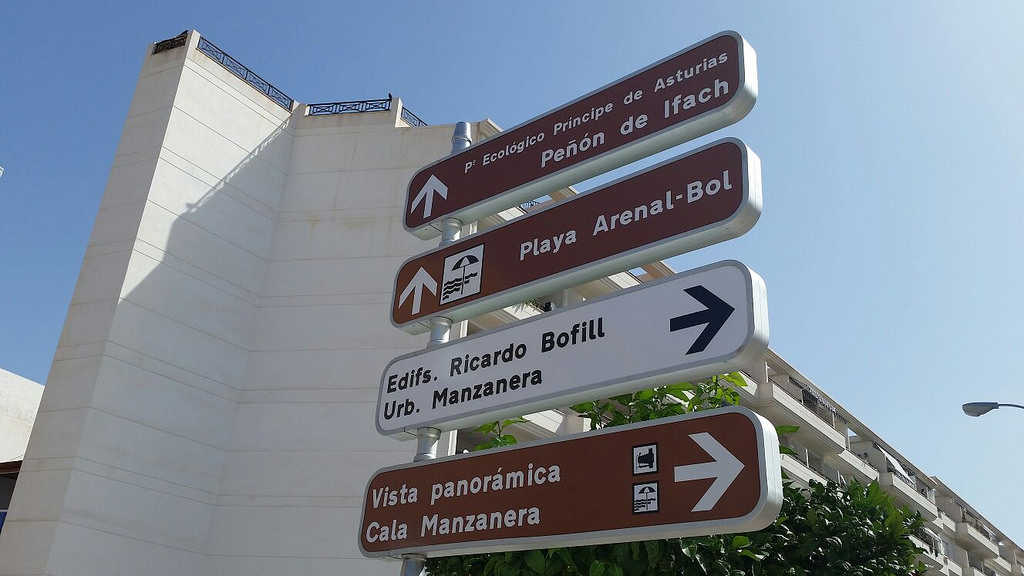 Pº Ecológico Príncipe de Asturias
Peñón de Ifach
Playa Arenal-Bol
Edifs. Ricardo Bofill
Urb. Manzanera
Vista panorámica
Cala Manzanera